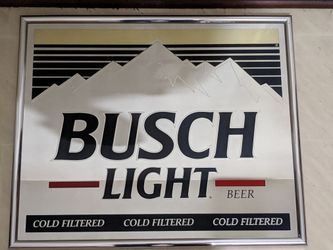 BUSCH
LIGHT
BEER
COLD FILTERED COLD FILTERED COLD FILTERED